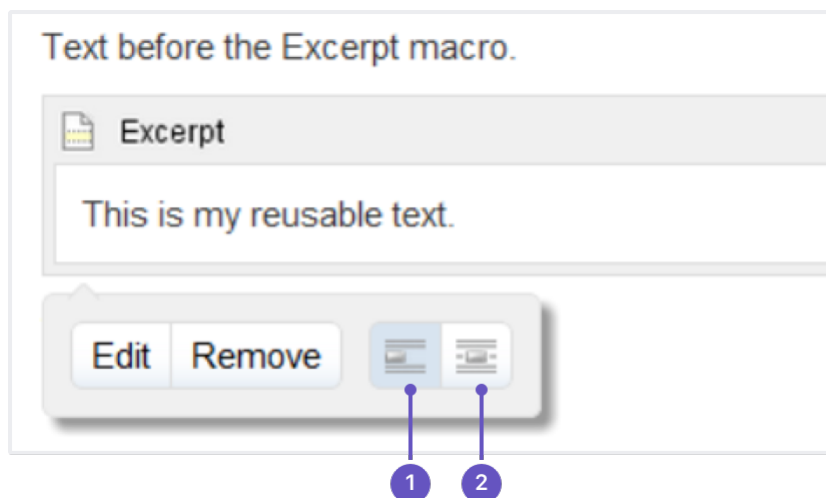 Text before the Excerpt macro.
Excerpt
This is my reusable text.
Edit Remove
1 2